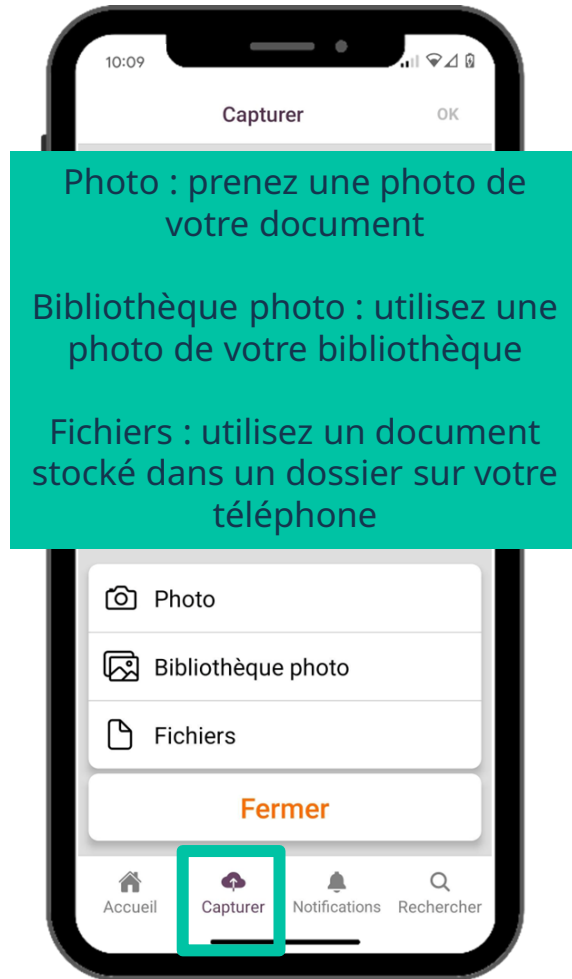 10:09
Capturer
OK
Photo : prenez une photo de
votre document
Bibliothèque photo : utilisez une
photo de votre bibliothèque
Fichiers : utilisez un document
stocké dans un dossier sur votre
téléphone
Photo
Bibliothèque photo
Fichiers
Fermer
Accueil
Capturer
Notifications
Rechercher